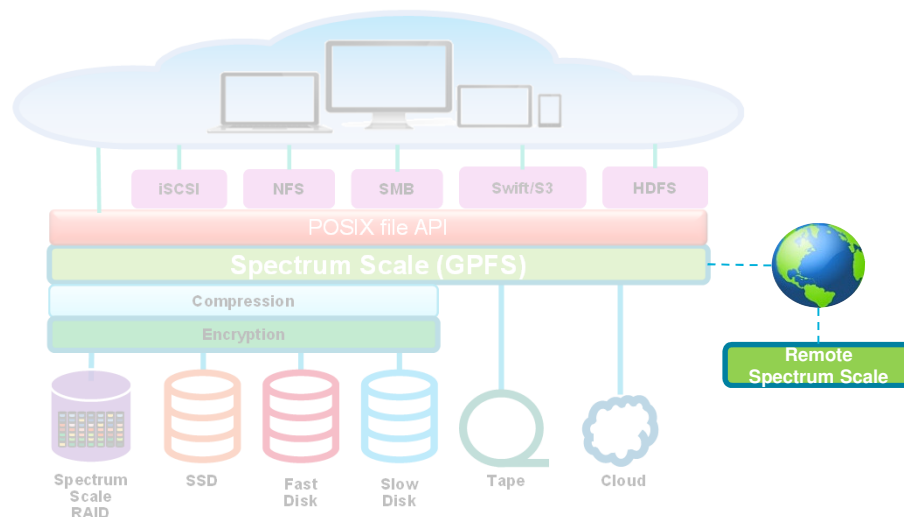 iSCSI
NFS
SMB
Swift/S3
HDFS
POSIX file API
Spectrum Scale (GPFS)
Compression
Encryption
Remote
Spectrum Scale
Spectrum
Scale
RAID
SSD
Fast
Disk
Slow
Disk
Tape
Cloud